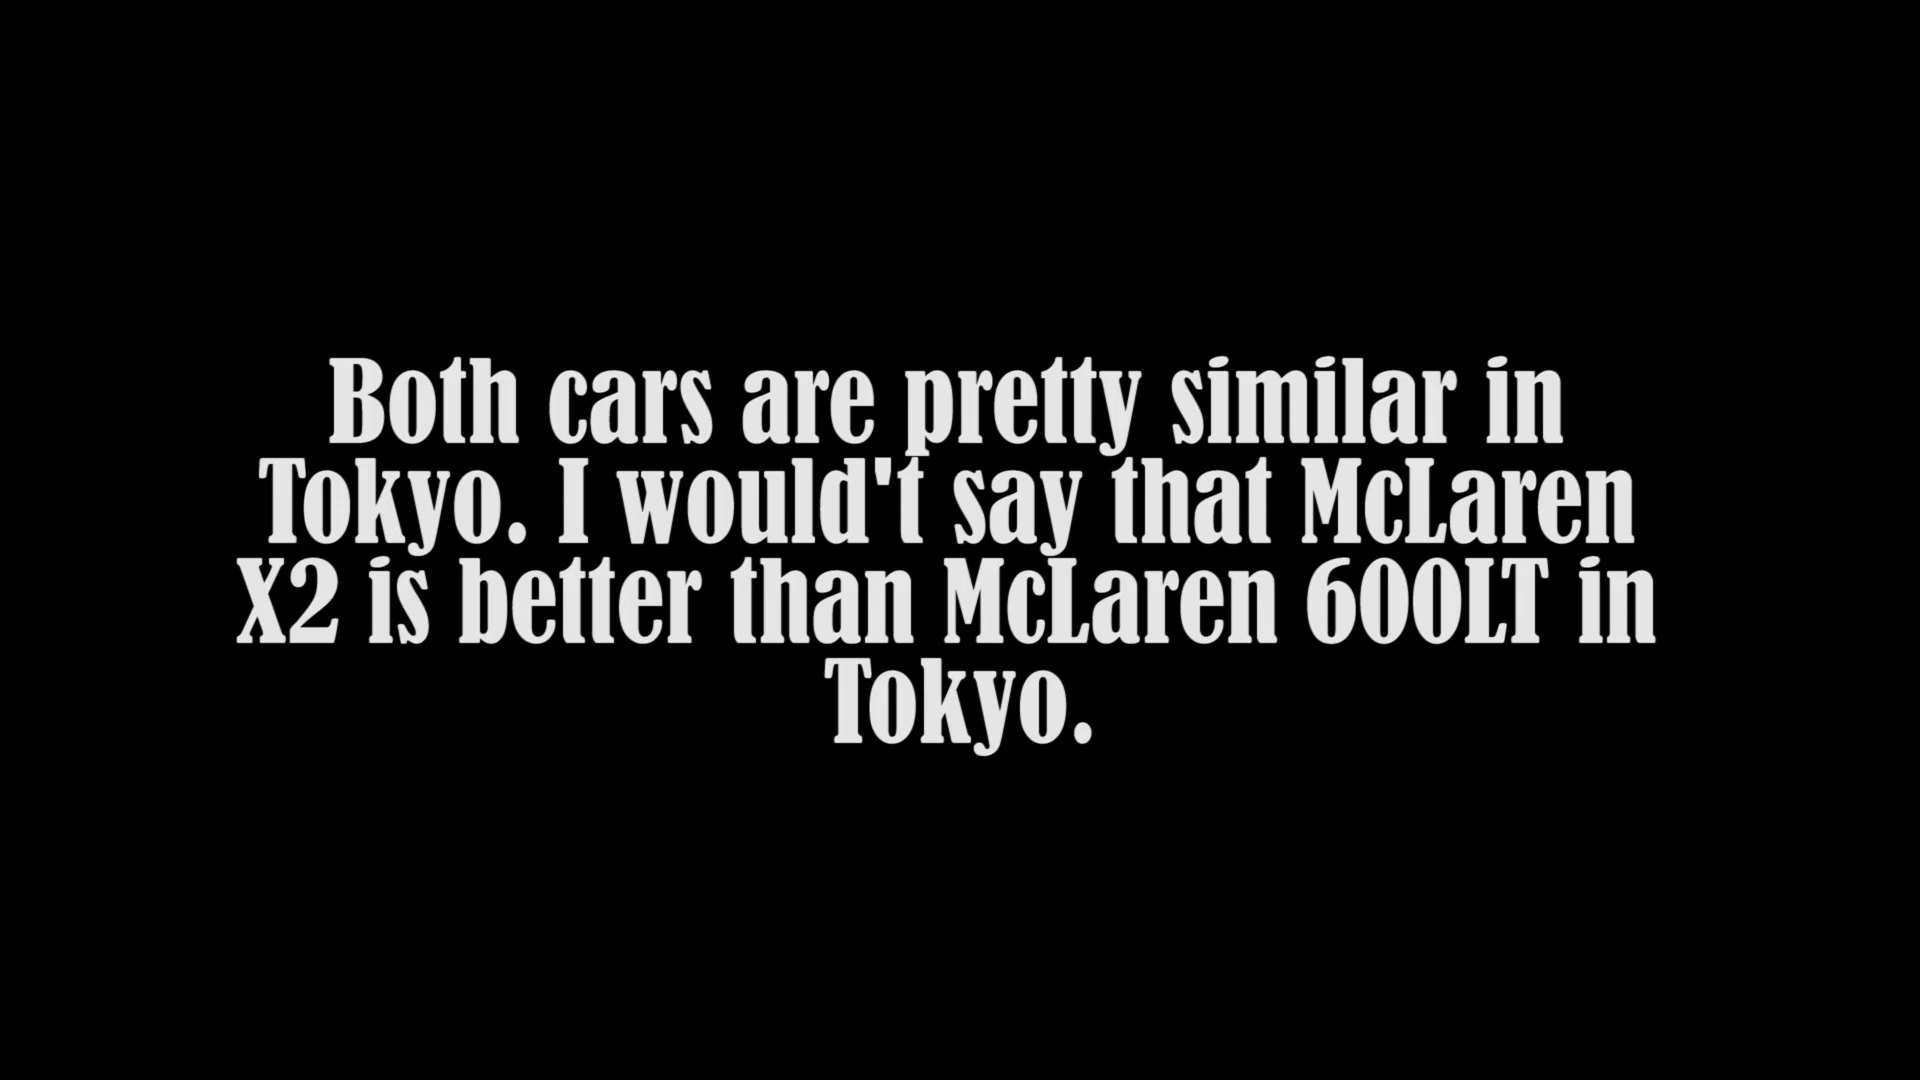 Both cars are pretty similar in
Tokyo. I would't say that McLaren
X2 is better than McLaren 600LT in
Tokyo.